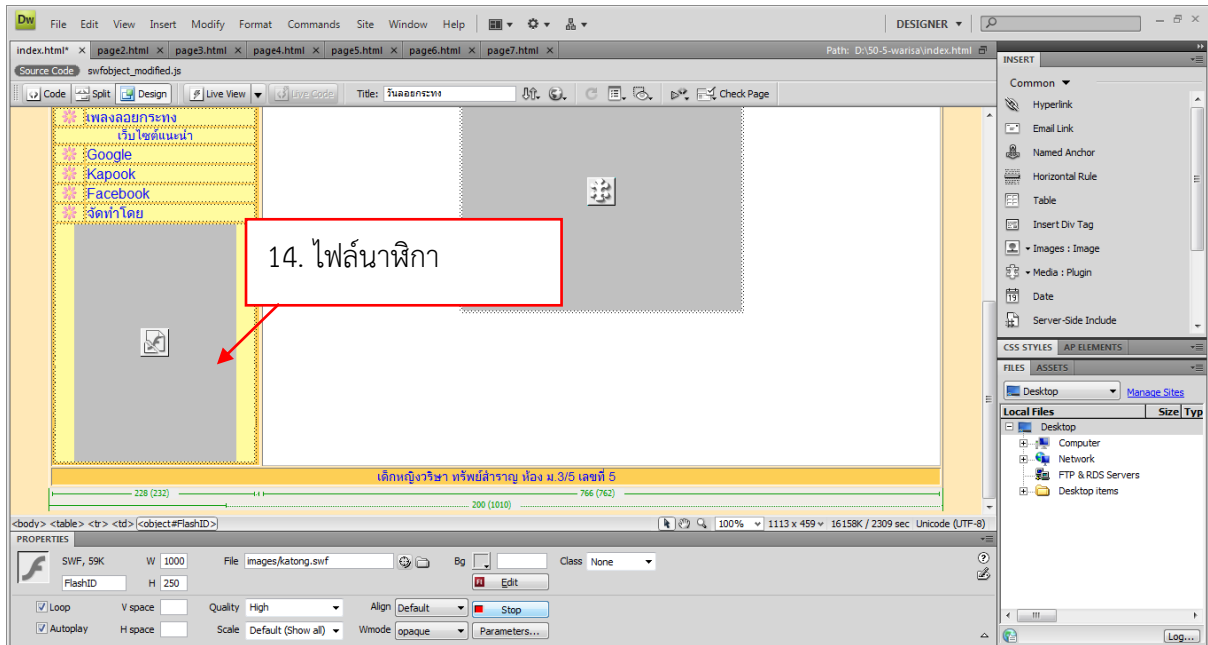 Dw File Edit View Insert Modify Format Commands Site Window Help DESIGNER
index.html* page2.html page3.html page4.html page5.html page6.html page7.html Path: D:\50-5-warisa\index.html
Source Code swfobject_modified.js
Code Split Design Live View Live Code Title: วันลอยกระทง Check Page
เพลงลอยกระทง
เว็บไซต์แนะนำ
Google
Kapook
Facebook
จัดทำโดย
14. ไฟล์นาฬิกา
เด็กหญิงวริษา ทรัพย์สำราญ ห้อง ม.3/5 เลขที่ 5
228 (232) 766 (762)
200 (1010)
<body> <table> <tr> <td> <object#FlashID> 100% 1113 x 459 16158K / 2309 sec Unicode (UTF-8)
PROPERTIES
SWF, 59K W 1000 File images/katong.swf Bg Class None
FlashID H 250 Edit
Loop V space Quality High Align Default Stop
Autoplay H space Scale Default (Show all) Wmode opaque Parameters...
INSERT
Common
Hyperlink
Email Link
Named Anchor
Horizontal Rule
Table
Insert Div Tag
Images : Image
Media : Plugin
19 Date
Server-Side Include
CSS STYLES AP ELEMENTS
FILES ASSETS
Desktop Manage Sites
Local Files Size Typ
Desktop
Computer
Network
FTP & RDS Servers
Desktop items
Log...